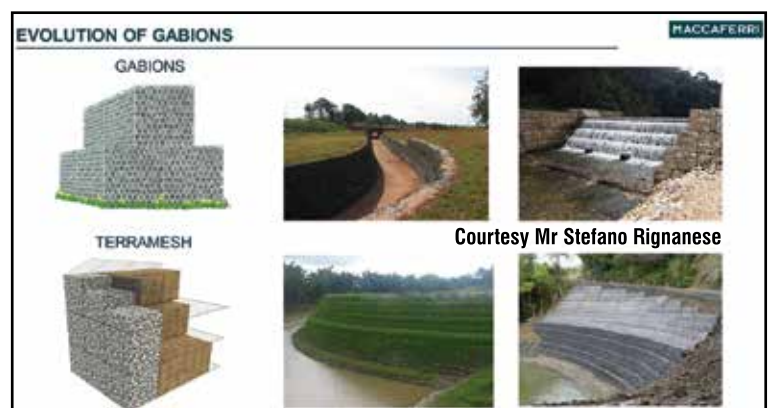 EVOLUTION OF GABIONS
MACCAFERRI
GABIONS
Courtesy Mr Stefano Rignanese
TERRAMESH